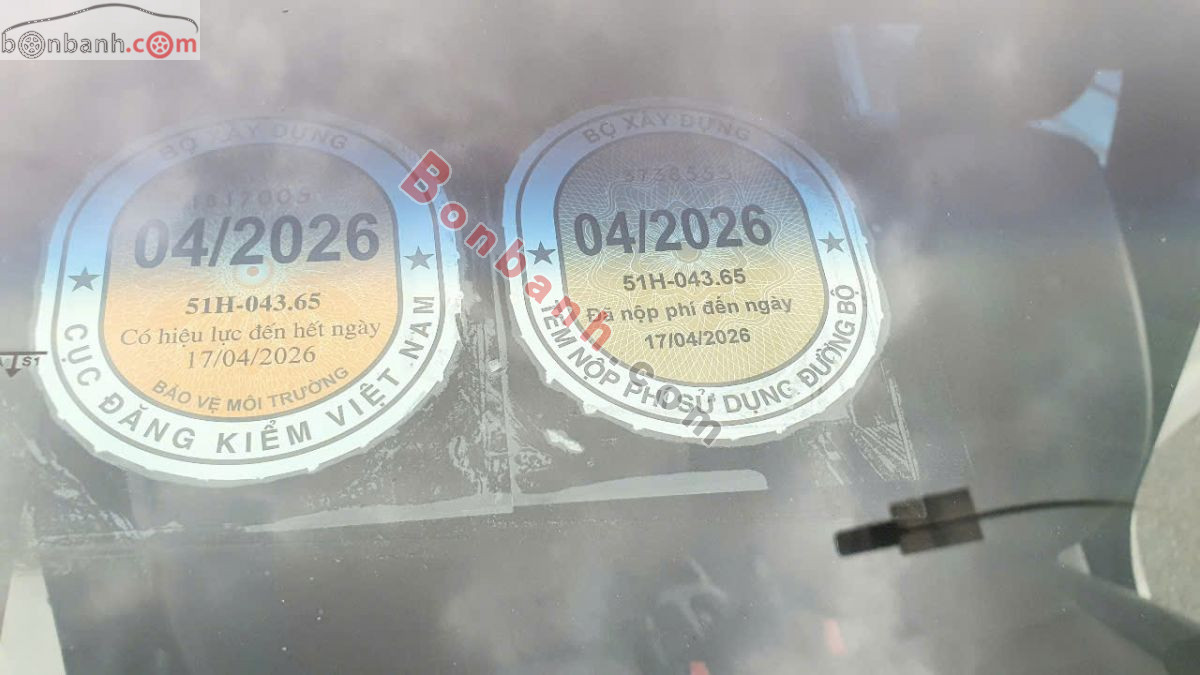 bonbanh.com
BỘ XÂY DỰNG
04/2026
51H-043.65
Có hiệu lực đến hết ngày
17/04/2026
BẢO VỆ MÔI TRƯỜNG
CỤC ĐĂNG KIỂM VIỆT NAM
BỘ XÂY DỰNG
04/2026
51H-043.65
Đã nộp phí đến ngày
17/04/2026
TEM NỘP PHÍ SỬ DỤNG ĐƯỜNG BỘ
Bonbanh.com
S1